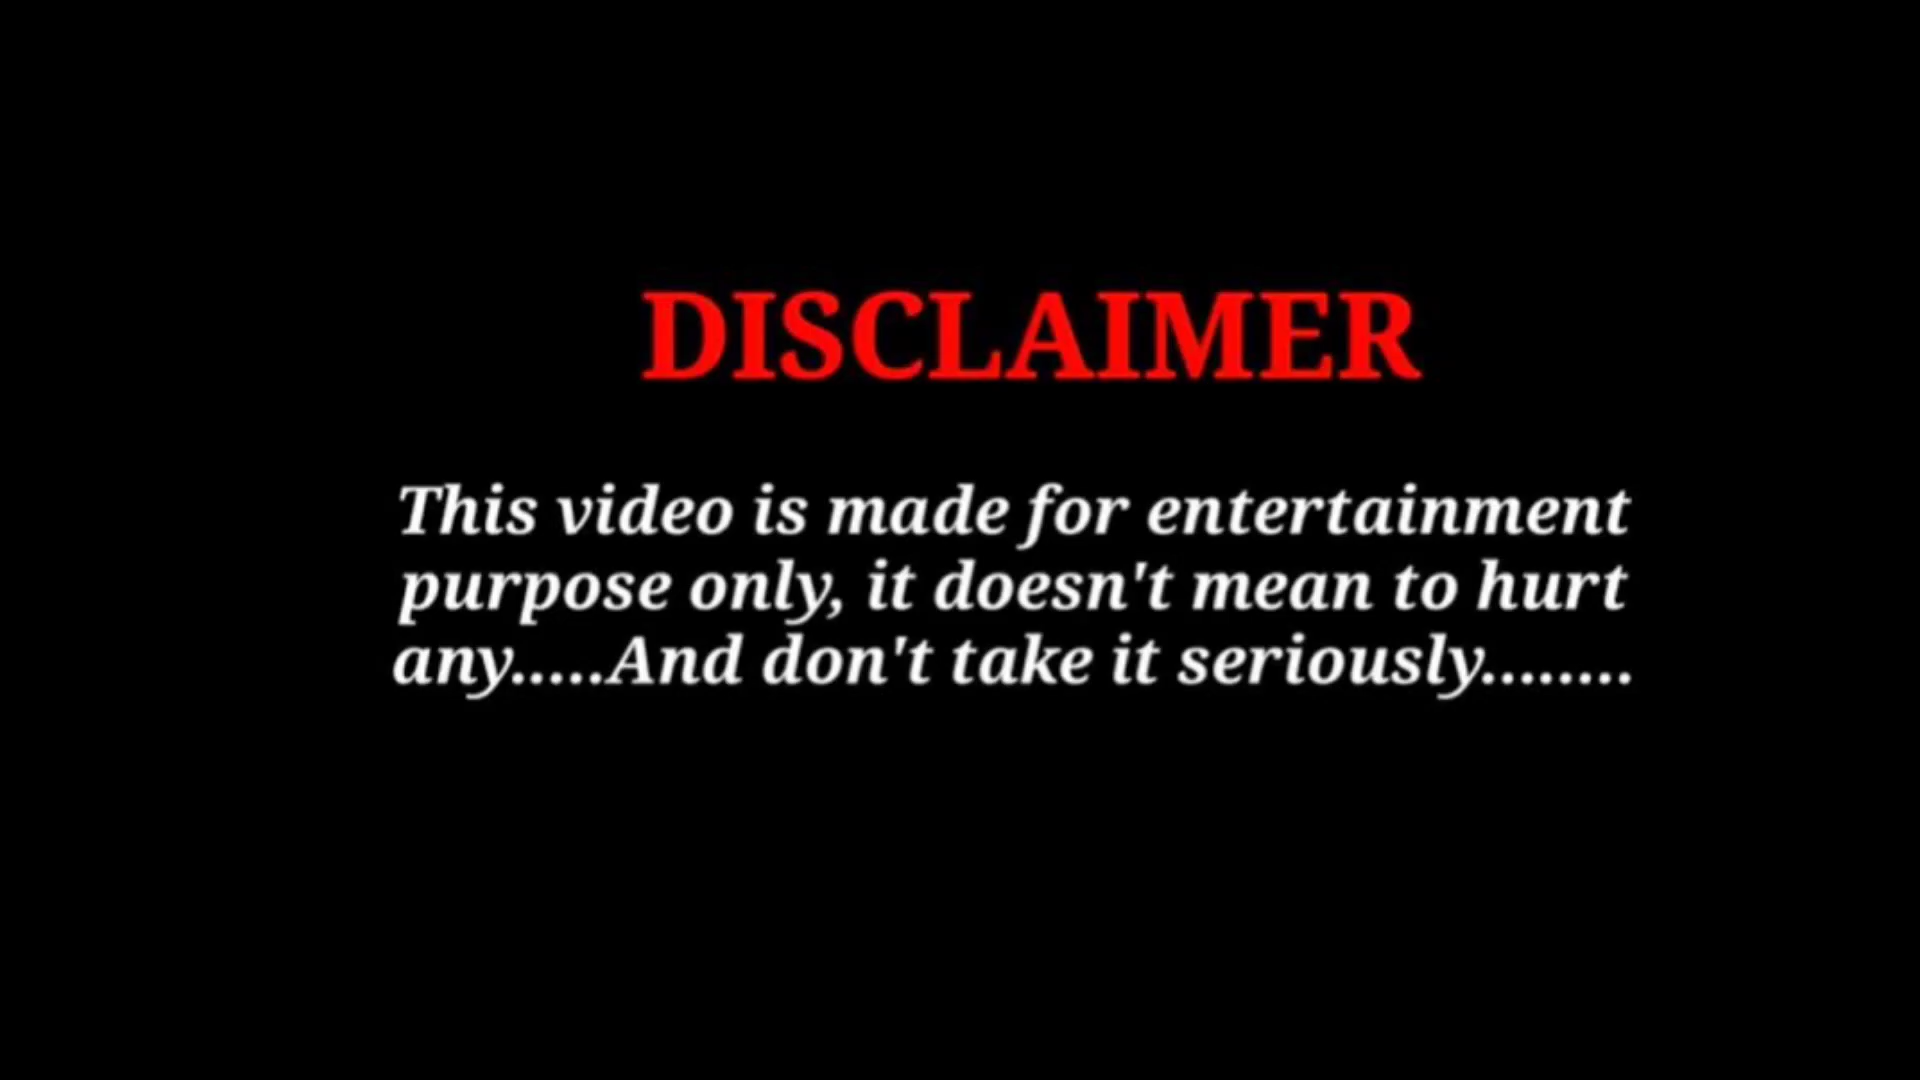 DISCLAIMER
This video is made for entertainment
purpose only, it doesn't mean to hurt
any.....And don't take it seriously........